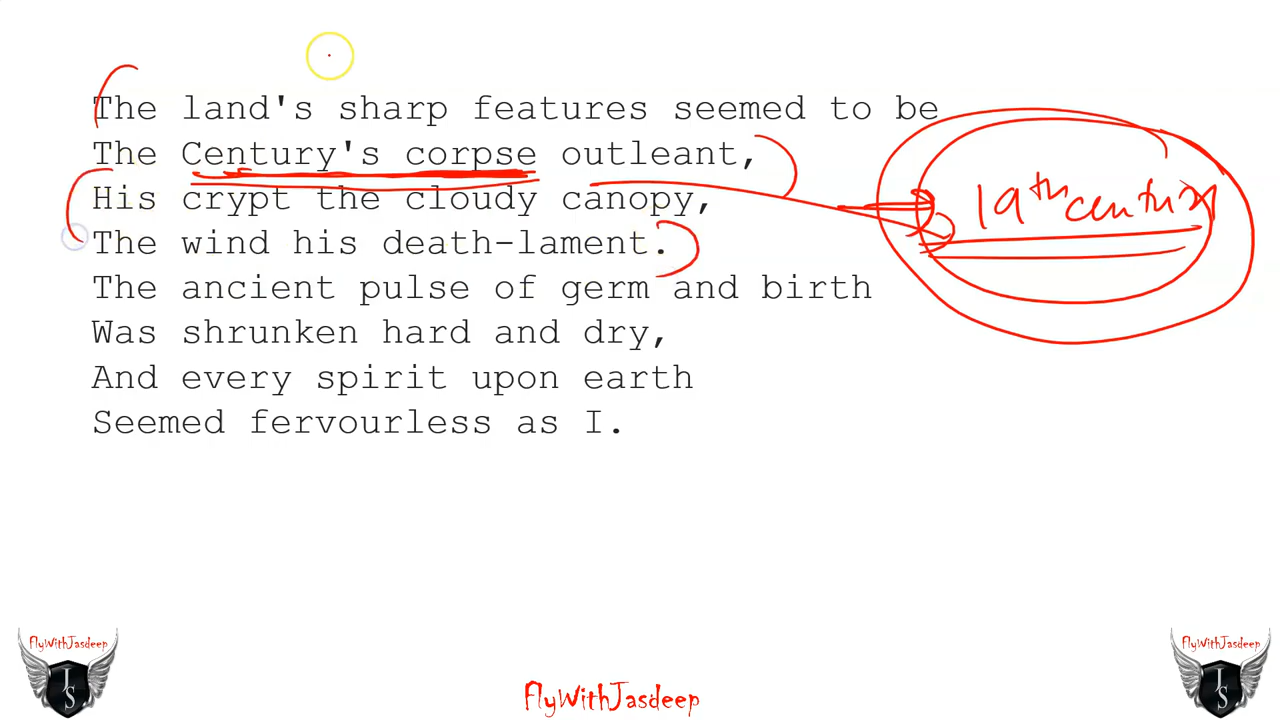 The land's sharp features seemed to be
The Century's corpse outleant,
His crypt the cloudy canopy,
The wind his death-lament.
The ancient pulse of germ and birth
Was shrunken hard and dry,
And every spirit upon earth
Seemed fervourless as I.
19th century
FlyWithJasdeep
JS
FlyWithJasdeep
FlyWithJasdeep
JS